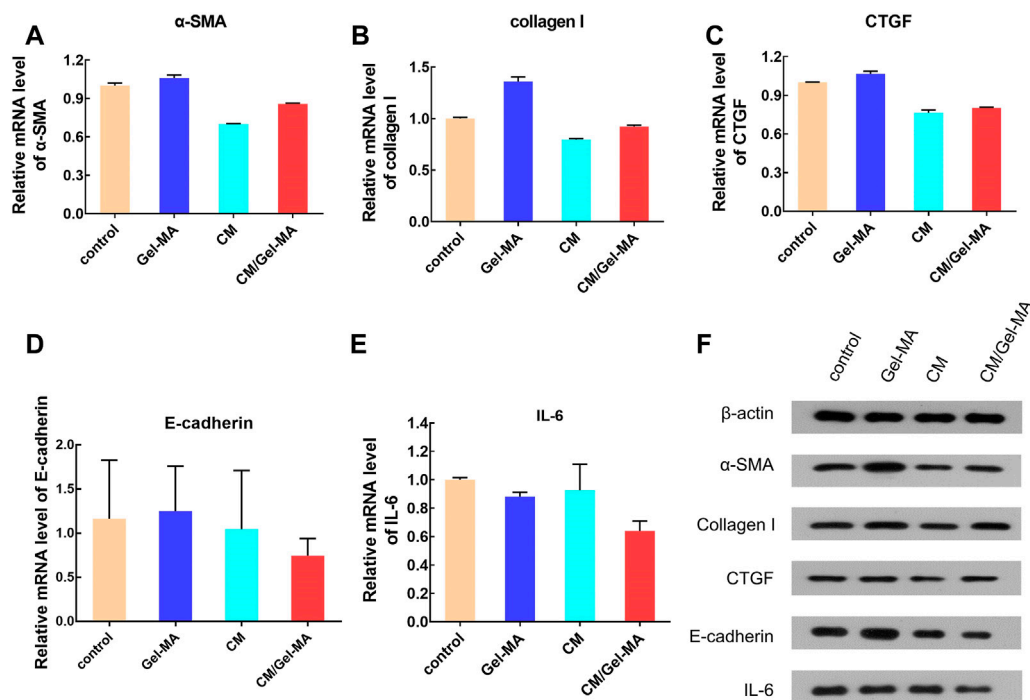 A
α-SMA
Relative mRNA level
of α-SMA
1.2
0.9
0.6
0.3
0.0
control
Gel-MA
CM
CM/Gel-MA
B
collagen I
Relative mRNA level
of collagen I
1.5
1.0
0.5
0.0
control
Gel-MA
CM
CM/Gel-MA
C
CTGF
Relative mRNA level
of CTGF
1.2
0.9
0.6
0.3
0.0
control
Gel-MA
CM
CM/Gel-MA
D
E-cadherin
Relative mRNA level of E-cadherin
2.0
1.5
1.0
0.5
0.0
control
Gel-MA
CM
CM/Gel-MA
E
IL-6
Relative mRNA level
of IL-6
1.4
1.2
1.0
0.8
0.6
0.4
0.2
0.0
control
Gel-MA
CM
CM/Gel-MA
F
control
Gel-MA
CM
CM/Gel-MA
β-actin
α-SMA
Collagen I
CTGF
E-cadherin
IL-6